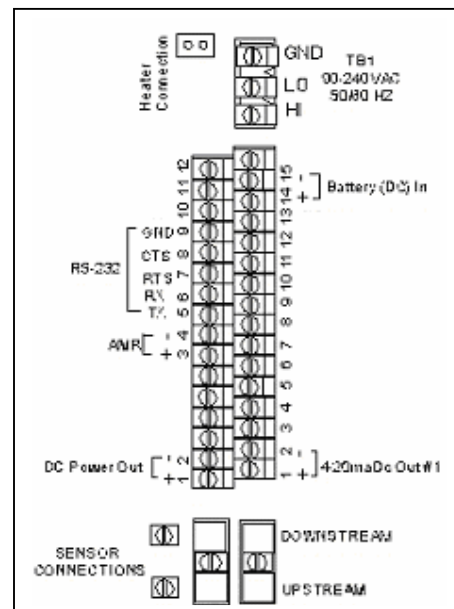 Heater
Connection
GND
LO
HI
TB1
90-240VAC
50/60 HZ
12
11
10
GND 9
CTS 8
RTS 7
RX 6
TX 5
RS-232
AMR
- 4
+ 3
DC Power Out
- 2
+ 1
15 -
14 +
Battery (DC) In
13
12
11
10
9
8
7
6
5
4
3
2 -
1 +
4-20ma Dc Out #1
SENSOR
CONNECTIONS
DOWNSTREAM
UPSTREAM